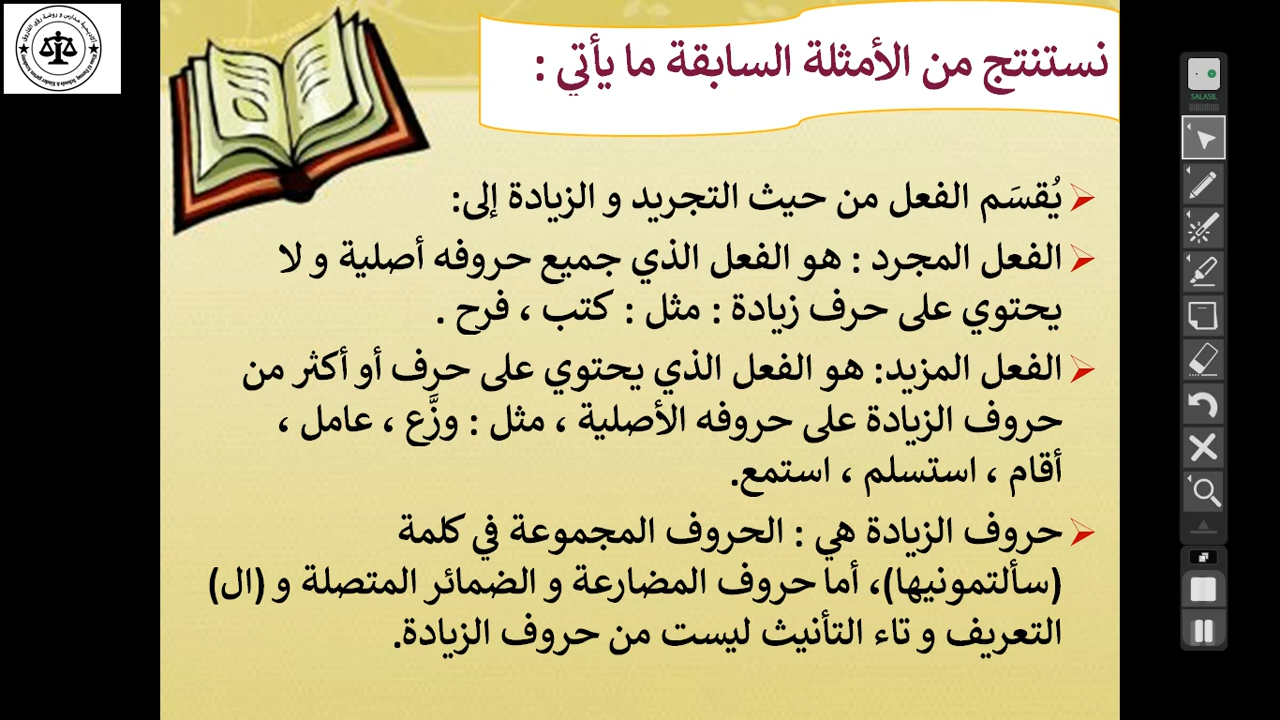 نستنتج من الأمثلة السابقة ما يأتي :
يُقسَم الفعل من حيث التجريد و الزيادة إلى:
الفعل المجرد : هو الفعل الذي جميع حروفه أصلية و لا
يحتوي على حرف زيادة : مثل : كتب ، فرح .
الفعل المزيد: هو الفعل الذي يحتوي على حرف أو أكثر من
حروف الزيادة على حروفه الأصلية ، مثل : وزَّع ، عامل ،
أقام ، استسلم ، استمع.
حروف الزيادة هي : الحروف المجموعة في كلمة
(سألتمونيها)، أما حروف المضارعة و الضمائر المتصلة و (ال)
التعريف و تاء التأنيث ليست من حروف الزيادة.
SALASIL